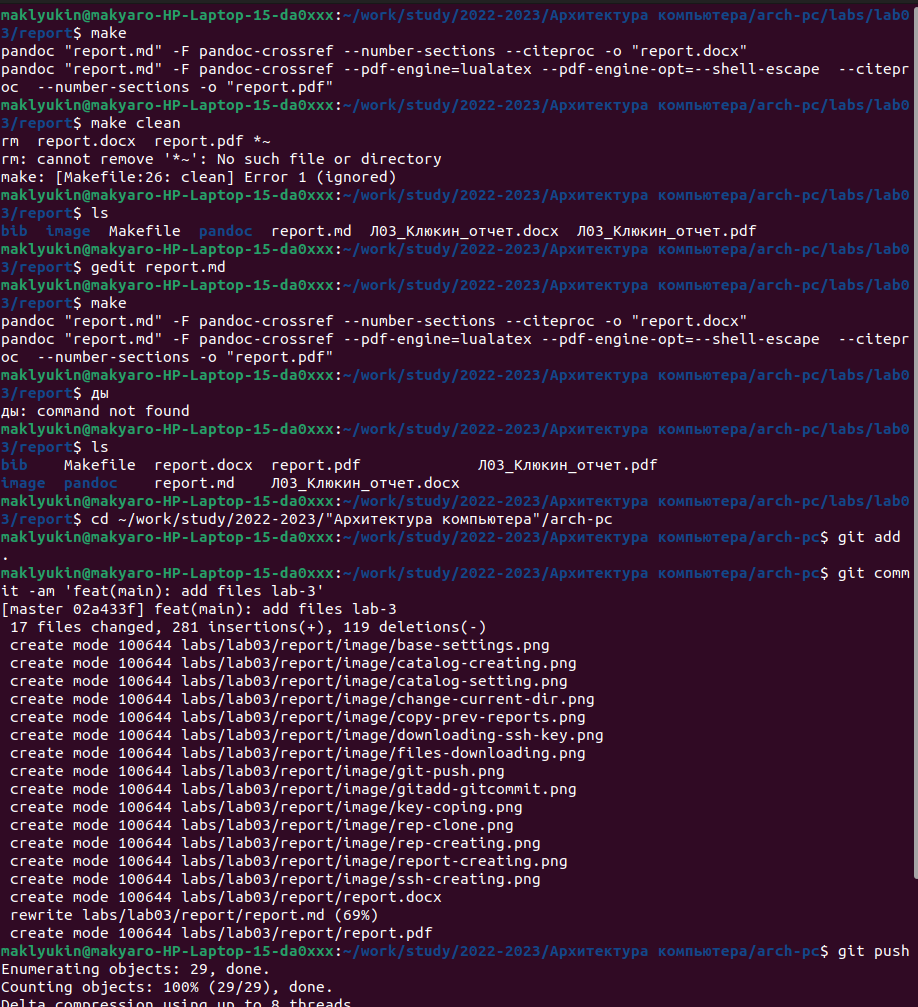 maklyukin@makyaro-HP-Laptop-15-da0xxx:~/work/study/2022-2023/Архитектура компьютера/arch-pc/labs/lab0
3/report$ make
pandoc "report.md" -F pandoc-crossref --number-sections --citeproc -o "report.docx"
pandoc "report.md" -F pandoc-crossref --pdf-engine=lualatex --pdf-engine-opt=--shell-escape  --citepr
oc  --number-sections -o "report.pdf"
maklyukin@makyaro-HP-Laptop-15-da0xxx:~/work/study/2022-2023/Архитектура компьютера/arch-pc/labs/lab0
3/report$ make clean
rm  report.docx  report.pdf *~
rm: cannot remove '*~': No such file or directory
make: [Makefile:26: clean] Error 1 (ignored)
maklyukin@makyaro-HP-Laptop-15-da0xxx:~/work/study/2022-2023/Архитектура компьютера/arch-pc/labs/lab0
3/report$ ls
bib  image  Makefile  pandoc  report.md  Л03_Клюкин_отчет.docx  Л03_Клюкин_отчет.pdf
maklyukin@makyaro-HP-Laptop-15-da0xxx:~/work/study/2022-2023/Архитектура компьютера/arch-pc/labs/lab0
3/report$ gedit report.md
maklyukin@makyaro-HP-Laptop-15-da0xxx:~/work/study/2022-2023/Архитектура компьютера/arch-pc/labs/lab0
3/report$ make
pandoc "report.md" -F pandoc-crossref --number-sections --citeproc -o "report.docx"
pandoc "report.md" -F pandoc-crossref --pdf-engine=lualatex --pdf-engine-opt=--shell-escape  --citepr
oc  --number-sections -o "report.pdf"
maklyukin@makyaro-HP-Laptop-15-da0xxx:~/work/study/2022-2023/Архитектура компьютера/arch-pc/labs/lab0
3/report$ ды
ды: command not found
maklyukin@makyaro-HP-Laptop-15-da0xxx:~/work/study/2022-2023/Архитектура компьютера/arch-pc/labs/lab0
3/report$ ls
bib    Makefile  report.docx  report.pdf             Л03_Клюкин_отчет.pdf
image  pandoc    report.md    Л03_Клюкин_отчет.docx
maklyukin@makyaro-HP-Laptop-15-da0xxx:~/work/study/2022-2023/Архитектура компьютера/arch-pc/labs/lab0
3/report$ cd ~/work/study/2022-2023/"Архитектура компьютера"/arch-pc
maklyukin@makyaro-HP-Laptop-15-da0xxx:~/work/study/2022-2023/Архитектура компьютера/arch-pc$ git add
.
maklyukin@makyaro-HP-Laptop-15-da0xxx:~/work/study/2022-2023/Архитектура компьютера/arch-pc$ git comm
it -am 'feat(main): add files lab-3'
[master 02a433f] feat(main): add files lab-3
 17 files changed, 281 insertions(+), 119 deletions(-)
 create mode 100644 labs/lab03/report/image/base-settings.png
 create mode 100644 labs/lab03/report/image/catalog-creating.png
 create mode 100644 labs/lab03/report/image/catalog-setting.png
 create mode 100644 labs/lab03/report/image/change-current-dir.png
 create mode 100644 labs/lab03/report/image/copy-prev-reports.png
 create mode 100644 labs/lab03/report/image/downloading-ssh-key.png
 create mode 100644 labs/lab03/report/image/files-downloading.png
 create mode 100644 labs/lab03/report/image/git-push.png
 create mode 100644 labs/lab03/report/image/gitadd-gitcommit.png
 create mode 100644 labs/lab03/report/image/key-coping.png
 create mode 100644 labs/lab03/report/image/rep-clone.png
 create mode 100644 labs/lab03/report/image/rep-creating.png
 create mode 100644 labs/lab03/report/image/report-creating.png
 create mode 100644 labs/lab03/report/image/ssh-creating.png
 create mode 100644 labs/lab03/report/report.docx
 rewrite labs/lab03/report/report.md (69%)
 create mode 100644 labs/lab03/report/report.pdf
maklyukin@makyaro-HP-Laptop-15-da0xxx:~/work/study/2022-2023/Архитектура компьютера/arch-pc$ git push
Enumerating objects: 29, done.
Counting objects: 100% (29/29), done.
Delta compression using up to 8 threads